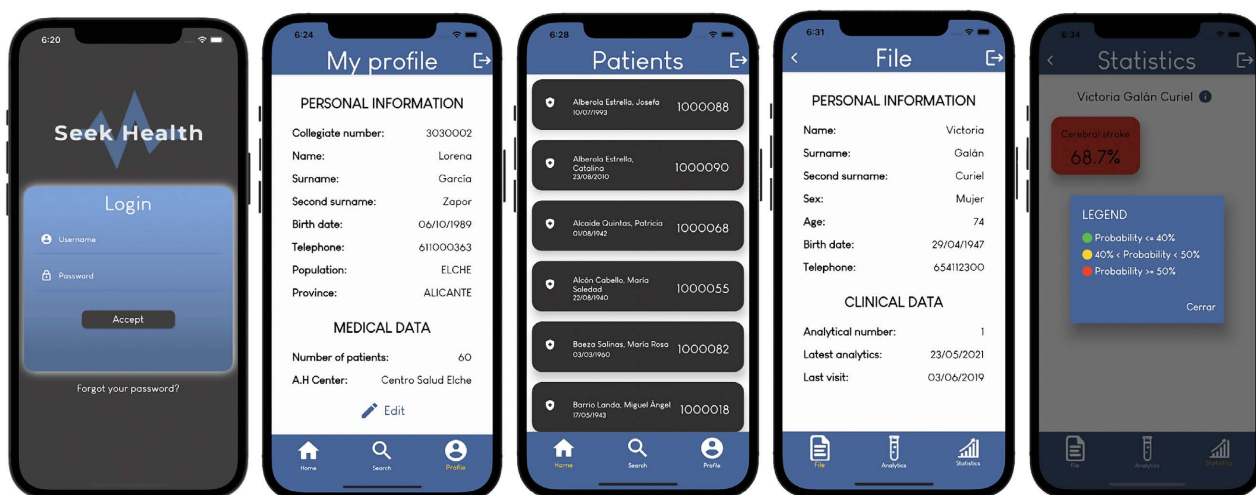 6:20
Seek Health
Login
Username
Password
Accept
Forgot your password?
6:24
My profile
PERSONAL INFORMATION
Collegiate number: 3030002
Name: Lorena
Surname: García
Second surname: Zapor
Birth date: 06/10/1989
Telephone: 611000363
Population: ELCHE
Province: ALICANTE
MEDICAL DATA
Number of patients: 60
A.H Center: Centro Salud Elche
Edit
Home Search Profile
6:28
Patients
Alberola Estrella, Josefa 1000088
10/07/1993
Alberola Estrella,
Catalina 1000090
23/08/2010
Alcaide Quintas, Patricia 1000068
01/08/1942
Alcón Cabello, María
Soledad 1000055
22/08/1940
Baeza Salinas, María Rosa 1000082
03/03/1960
Barrio Landa, Miguel Ángel 1000018
17/05/1943
Home Search Profile
6:31
File
PERSONAL INFORMATION
Name: Victoria
Surname: Galán
Second surname: Curiel
Sex: Mujer
Age: 74
Birth date: 29/04/1947
Telephone: 654112300
CLINICAL DATA
Analytical number: 1
Latest analytics: 23/05/2021
Last visit: 03/06/2019
File Analytics Statistics
6:34
Statistics
Victoria Galán Curiel
Cerebral stroke
68.7%
LEGEND
Probability <= 40%
40% < Probability < 50%
Probability >= 50%
Cerrar
File Analytics Statistics